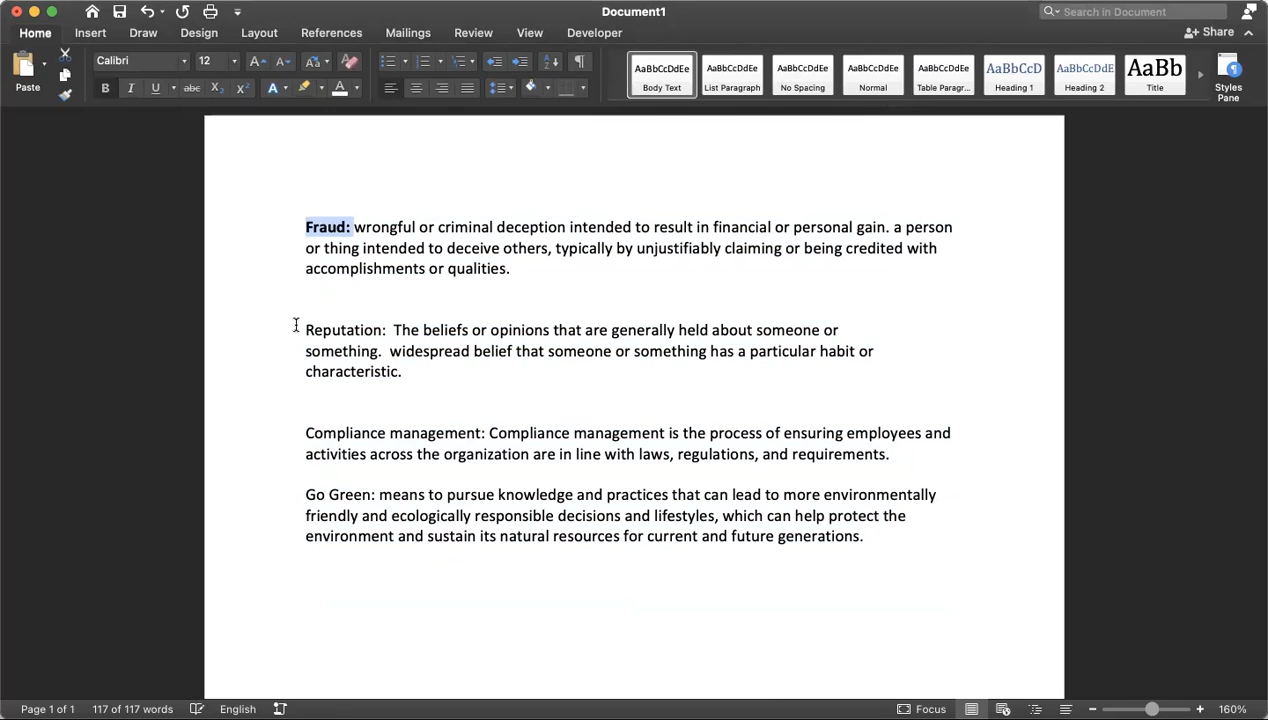 Document1
Search in Document
Home Insert Draw Design Layout References Mailings Review View Developer
Share
Paste
Calibri 12
AaBbCcDdEe AaBbCcDdEe AaBbCcDdEe AaBbCcDdEe AaBbCcDdEe AaBbCcD AaBbCcDdE AaBb
Body Text List Paragraph No Spacing Normal Table Paragr... Heading 1 Heading 2 Title
Styles
Pane
Fraud: wrongful or criminal deception intended to result in financial or personal gain. a person
or thing intended to deceive others, typically by unjustifiably claiming or being credited with
accomplishments or qualities.
Reputation:  The beliefs or opinions that are generally held about someone or
something.  widespread belief that someone or something has a particular habit or
characteristic.
Compliance management: Compliance management is the process of ensuring employees and
activities across the organization are in line with laws, regulations, and requirements.
Go Green: means to pursue knowledge and practices that can lead to more environmentally
friendly and ecologically responsible decisions and lifestyles, which can help protect the
environment and sustain its natural resources for current and future generations.
Page 1 of 1 117 of 117 words English Focus 160%